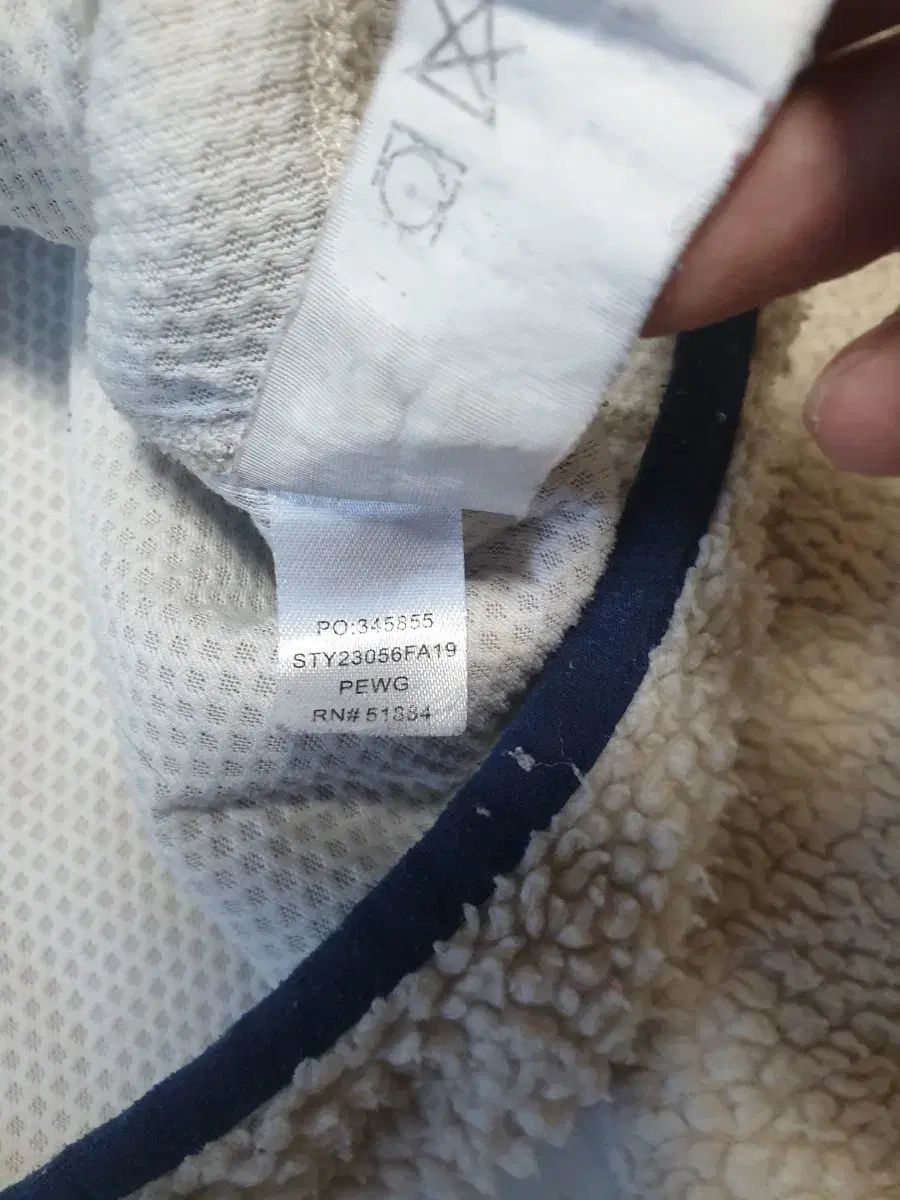 PO:345855
STY23056FA19
PEWG
RN# 51884